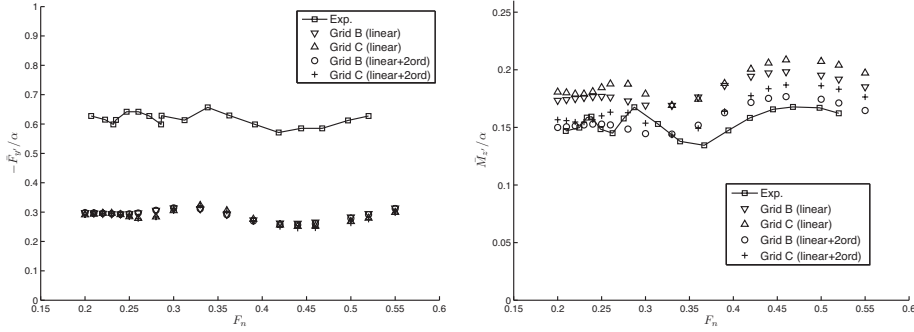 1
0.9
0.8
0.7
0.6
0.5
0.4
0.3
0.2
0.1
0
0.15
0.2
0.25
0.3
0.35
0.4
0.45
0.5
0.55
0.6
−F̄y′/α
Fn
Exp.
Grid B (linear)
Grid C (linear)
Grid B (linear+2ord)
Grid C (linear+2ord)
0.25
0.2
0.15
0.1
0.05
0
0.15
0.2
0.25
0.3
0.35
0.4
0.45
0.5
0.55
0.6
M̄z′/α
Fn
Exp.
Grid B (linear)
Grid C (linear)
Grid B (linear+2ord)
Grid C (linear+2ord)